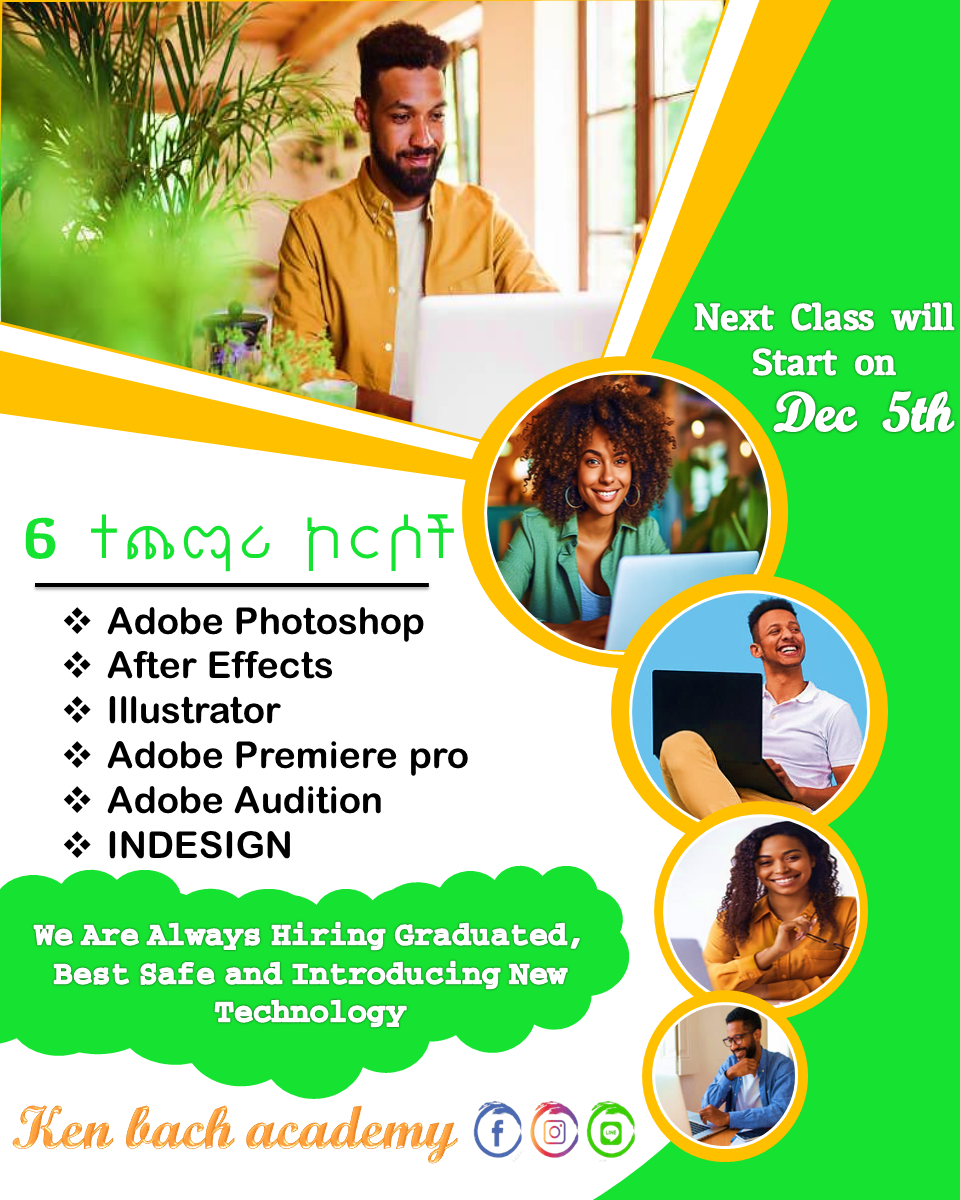 Next Class will
Start on
Dec 5th
6 ተጨማሪ ኮርሶች
Adobe Photoshop
After Effects
Illustrator
Adobe Premiere pro
Adobe Audition
INDESIGN
We Are Always Hiring Graduated,
Best Safe and Introducing New
Technology
Ken bach academy
LINE